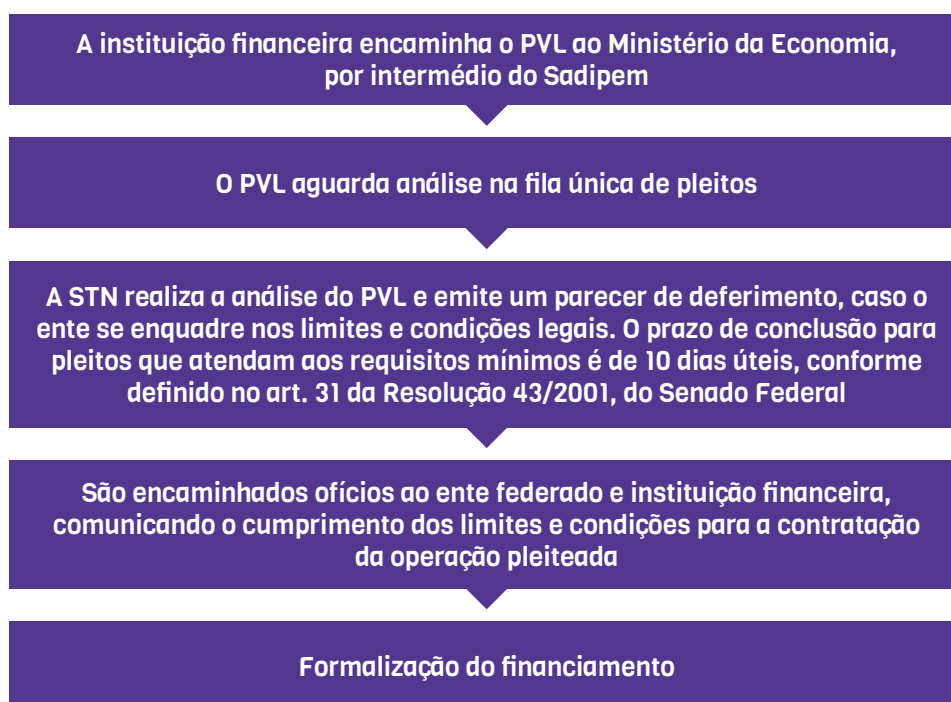 A instituição financeira encaminha o PVL ao Ministério da Economia,
por intermédio do Sadipem
O PVL aguarda análise na fila única de pleitos
A STN realiza a análise do PVL e emite um parecer de deferimento, caso o
ente se enquadre nos limites e condições legais. O prazo de conclusão para
pleitos que atendam aos requisitos mínimos é de 10 dias úteis, conforme
definido no art. 31 da Resolução 43/2001, do Senado Federal
São encaminhados ofícios ao ente federado e instituição financeira,
comunicando o cumprimento dos limites e condições para a contratação
da operação pleiteada
Formalização do financiamento